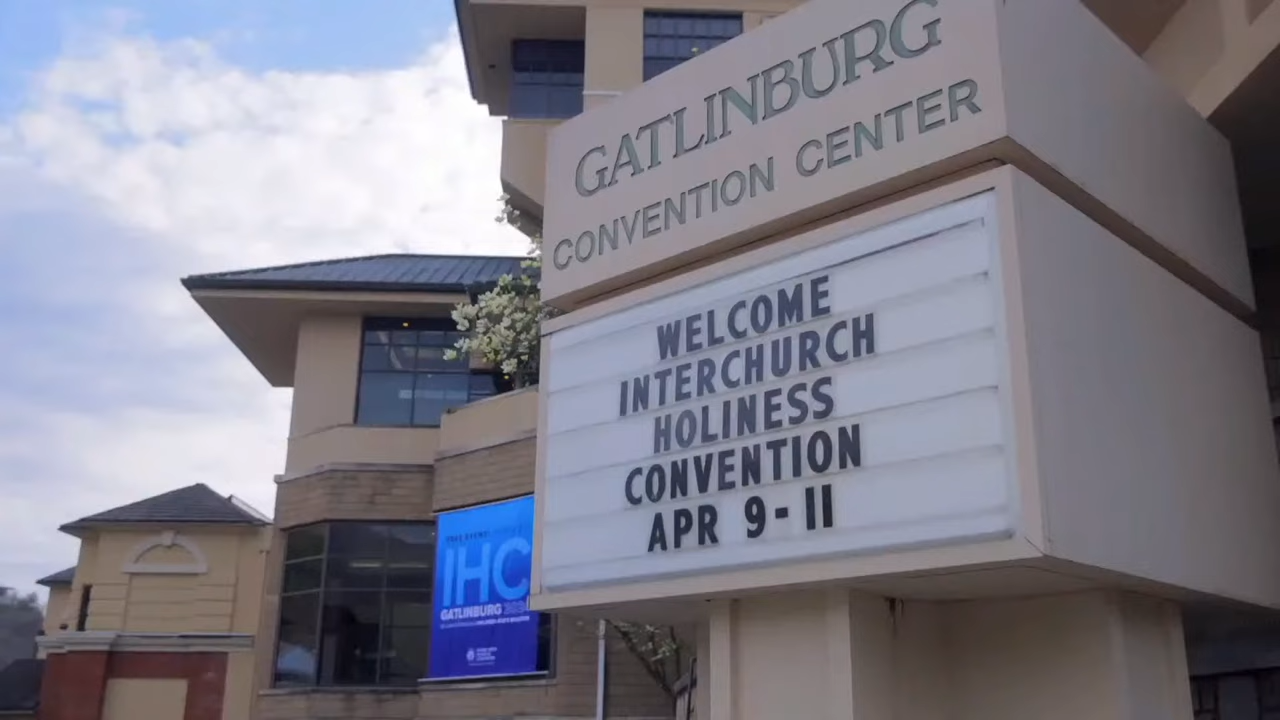 GATLINBURG
CONVENTION CENTER
WELCOME
INTERCHURCH
HOLINESS
CONVENTION
APR 9-11
IHC
GATLINBURG